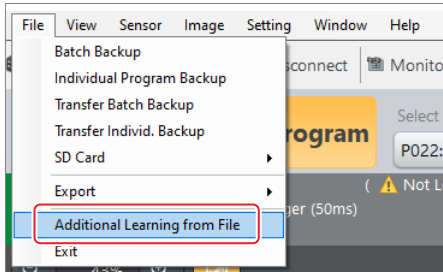 File View Sensor Image Setting Window Help
Batch Backup
Individual Program Backup
Transfer Batch Backup
Transfer Individ. Backup
SD Card
Export
Additional Learning from File
Exit
sconnect Monito
rogram
Select
P022:
( Not L
ger (50ms)